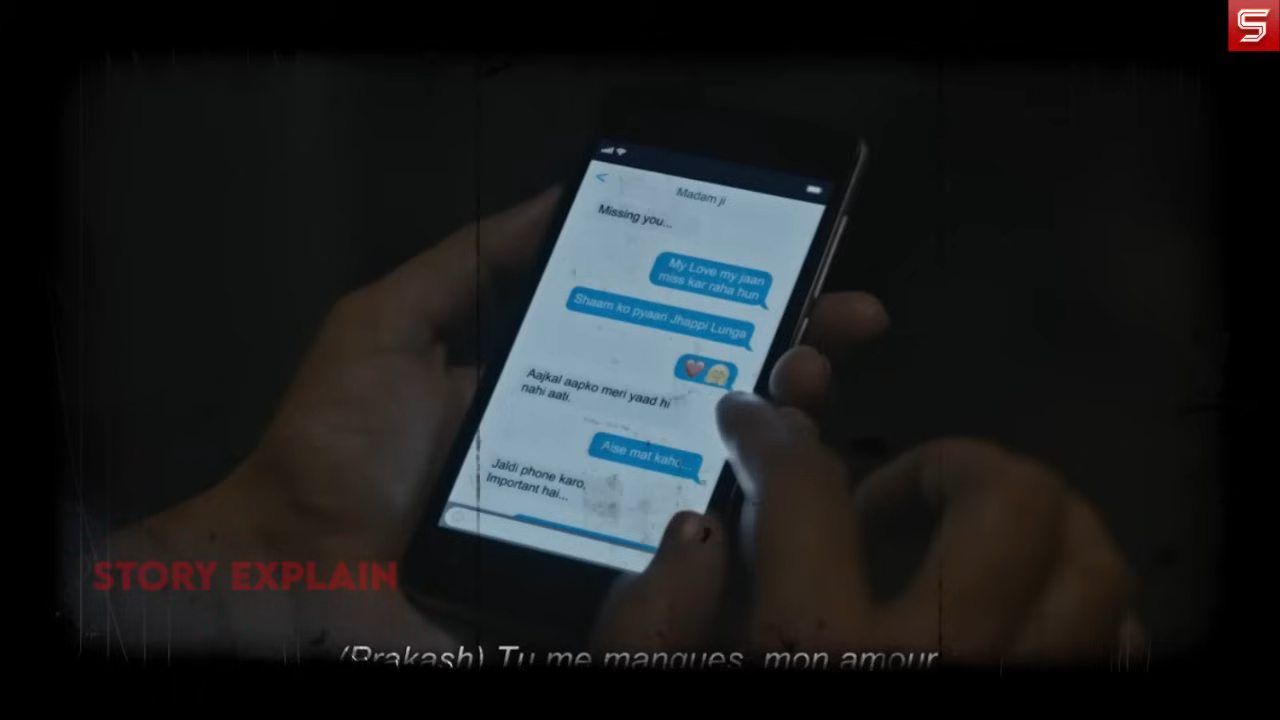 S
Madam ji
Missing you...
My Love my jaan
miss kar raha hun
Shaam ko pyaari Jhappi Lunga
Aajkal aapko meri yaad hi
nahi aati.
Aise mat kaho...
Jaldi phone karo,
Important hai...
STORY EXPLAIN
(Prakash) Tu me manques, mon amour